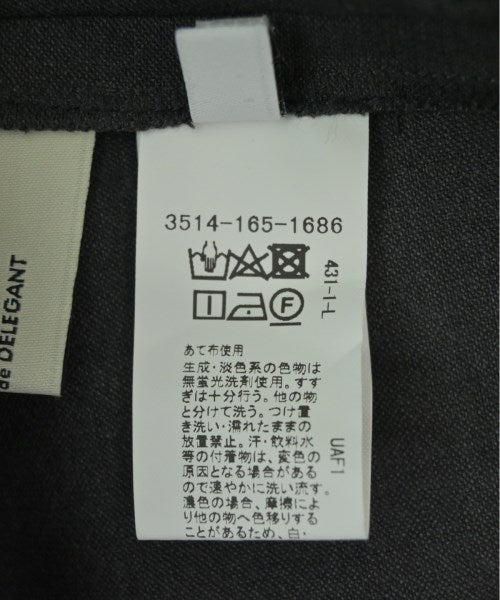 de DÉLEGANT
3514-165-1686
431-1-L
F
あて布使用
生成・淡色系の色物は
無蛍光洗剤使用。すす
ぎは十分行う。他の物
と分けて洗う。つけ置
き洗い・濡れたままの
放置禁止。汗・飲料水
等の付着物は、変色の
原因となる場合がある
ので速やかに洗い流す。
濃色の場合、摩擦によ
り他の物へ色移りする
ことがあるため、白・
UAF1